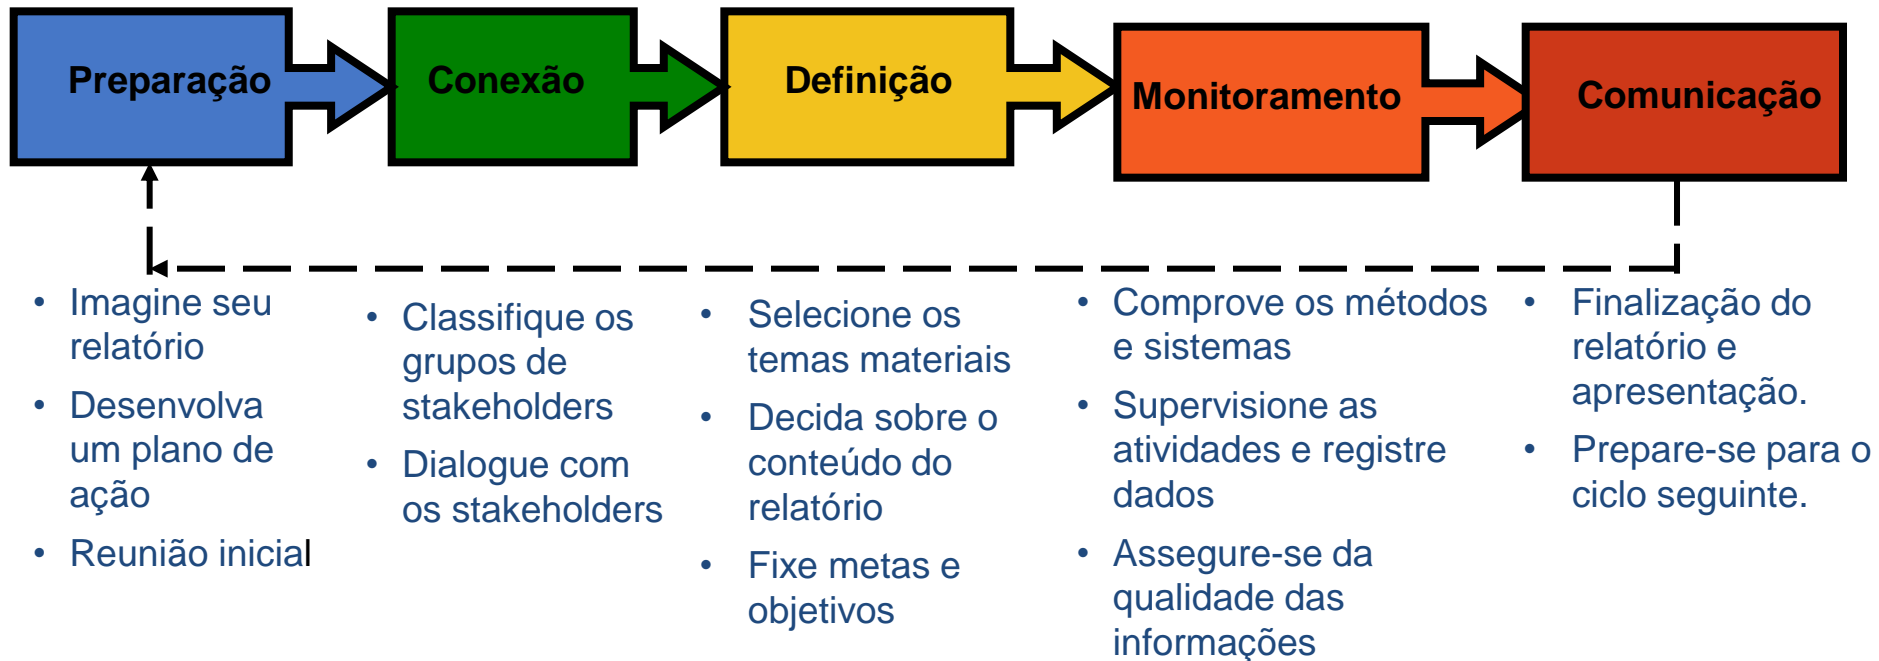 Preparação
Conexão
Definição
Monitoramento
Comunicação
• Imagine seu
relatório
• Desenvolva
um plano de
ação
• Reunião inicial
• Classifique os
grupos de
stakeholders
• Dialogue com
os stakeholders
• Selecione os
temas materiais
• Decida sobre o
conteúdo do
relatório
• Fixe metas e
objetivos
• Comprove os métodos
e sistemas
• Supervisione as
atividades e registre
dados
• Assegure-se da
qualidade das
informações
• Finalização do
relatório e
apresentação.
• Prepare-se para o
ciclo seguinte.